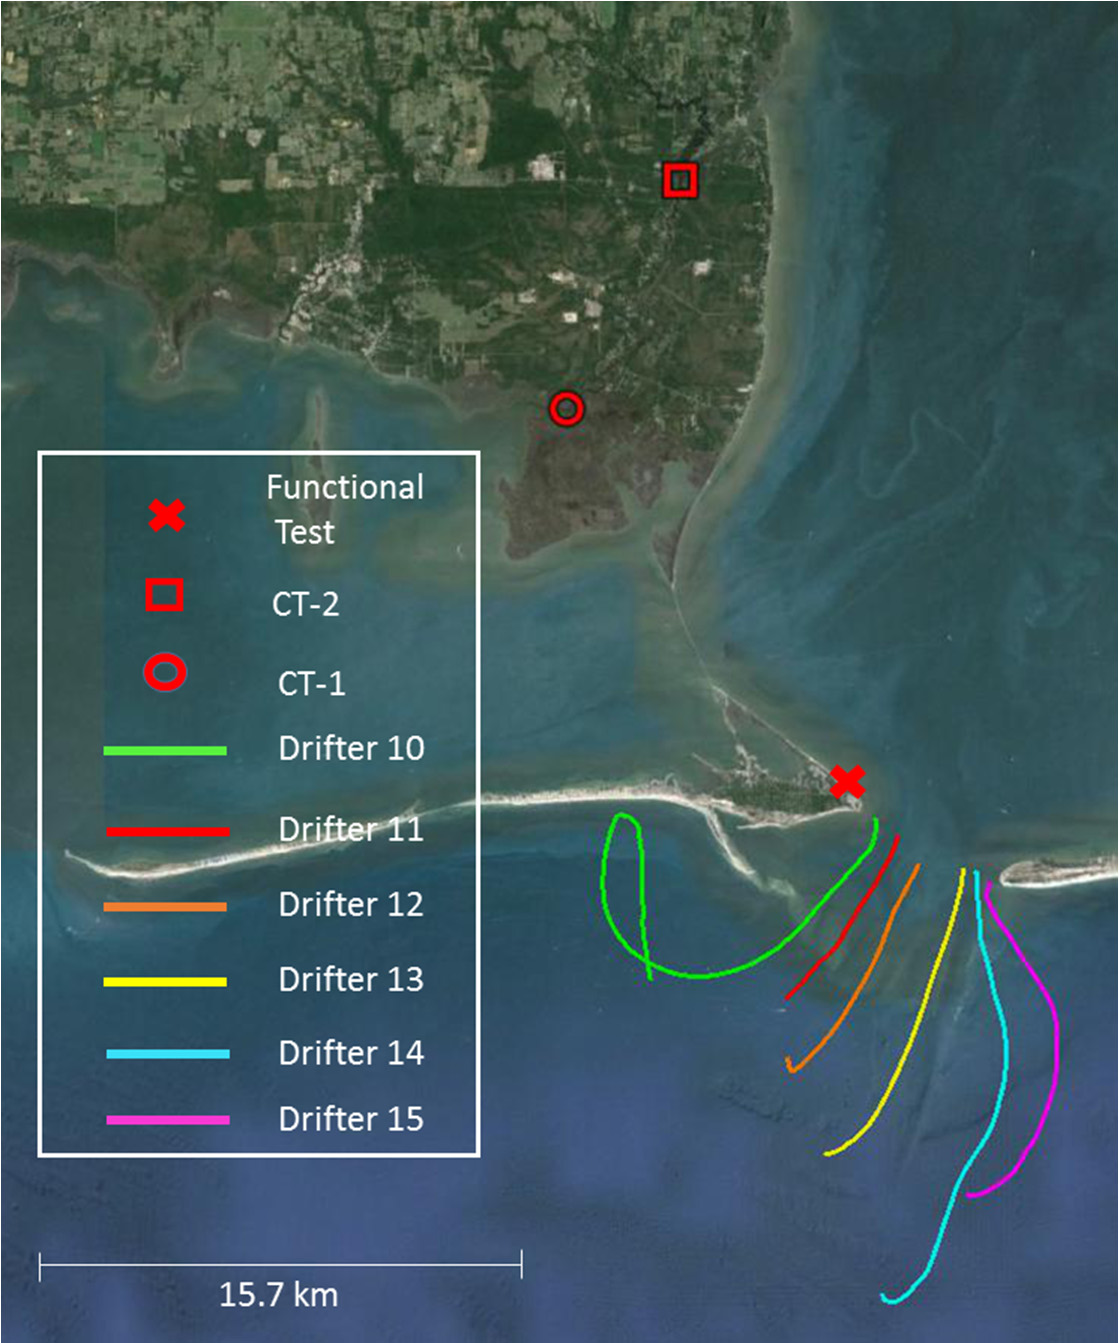 Functional
Test
CT-2
CT-1
Drifter 10
Drifter 11
Drifter 12
Drifter 13
Drifter 14
Drifter 15
15.7 km